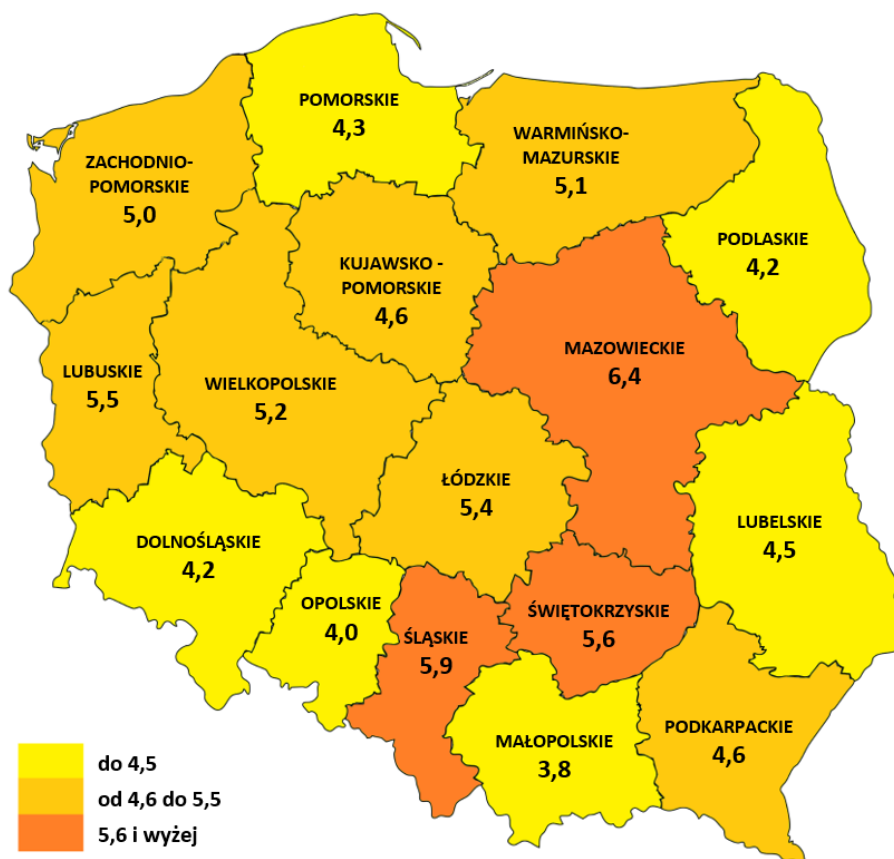 POMORSKIE
4,3
WARMIŃSKO-
MAZURSKIE
5,1
ZACHODNIO-
POMORSKIE
5,0
PODLASKIE
4,2
KUJAWSKO -
POMORSKIE
4,6
MAZOWIECKIE
6,4
LUBUSKIE
5,5
WIELKOPOLSKIE
5,2
ŁÓDZKIE
5,4
LUBELSKIE
4,5
DOLNOŚLĄSKIE
4,2
OPOLSKIE
4,0
ŚLĄSKIE
5,9
ŚWIĘTOKRZYSKIE
5,6
MAŁOPOLSKIE
3,8
PODKARPACKIE
4,6
do 4,5
od 4,6 do 5,5
5,6 i wyżej